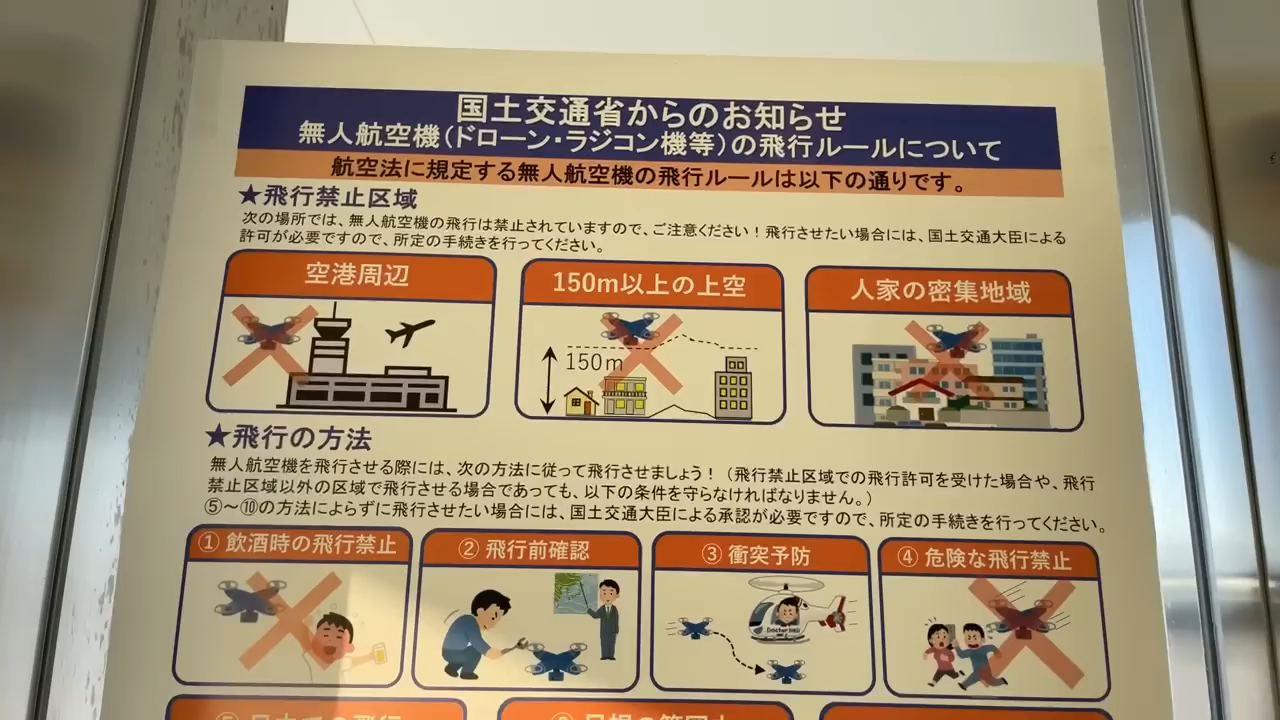 国土交通省からのお知らせ
無人航空機(ドローン・ラジコン機等)の飛行ルールについて
航空法に規定する無人航空機の飛行ルールは以下の通りです。
★飛行禁止区域
次の場所では、無人航空機の飛行は禁止されていますので、ご注意ください!飛行させたい場合には、国土交通大臣による
許可が必要ですので、所定の手続きを行ってください。
空港周辺
150m以上の上空
人家の密集地域
150m
★飛行の方法
無人航空機を飛行させる際には、次の方法に従って飛行させましょう!(飛行禁止区域での飛行許可を受けた場合や、飛行
禁止区域以外の区域で飛行させる場合であっても、以下の条件を守らなければなりません。)
⑤~⑩の方法によらずに飛行させたい場合には、国土交通大臣による承認が必要ですので、所定の手続きを行ってください。
① 飲酒時の飛行禁止
② 飛行前確認
③ 衝突予防
④ 危険な飛行禁止
Doctor Heli